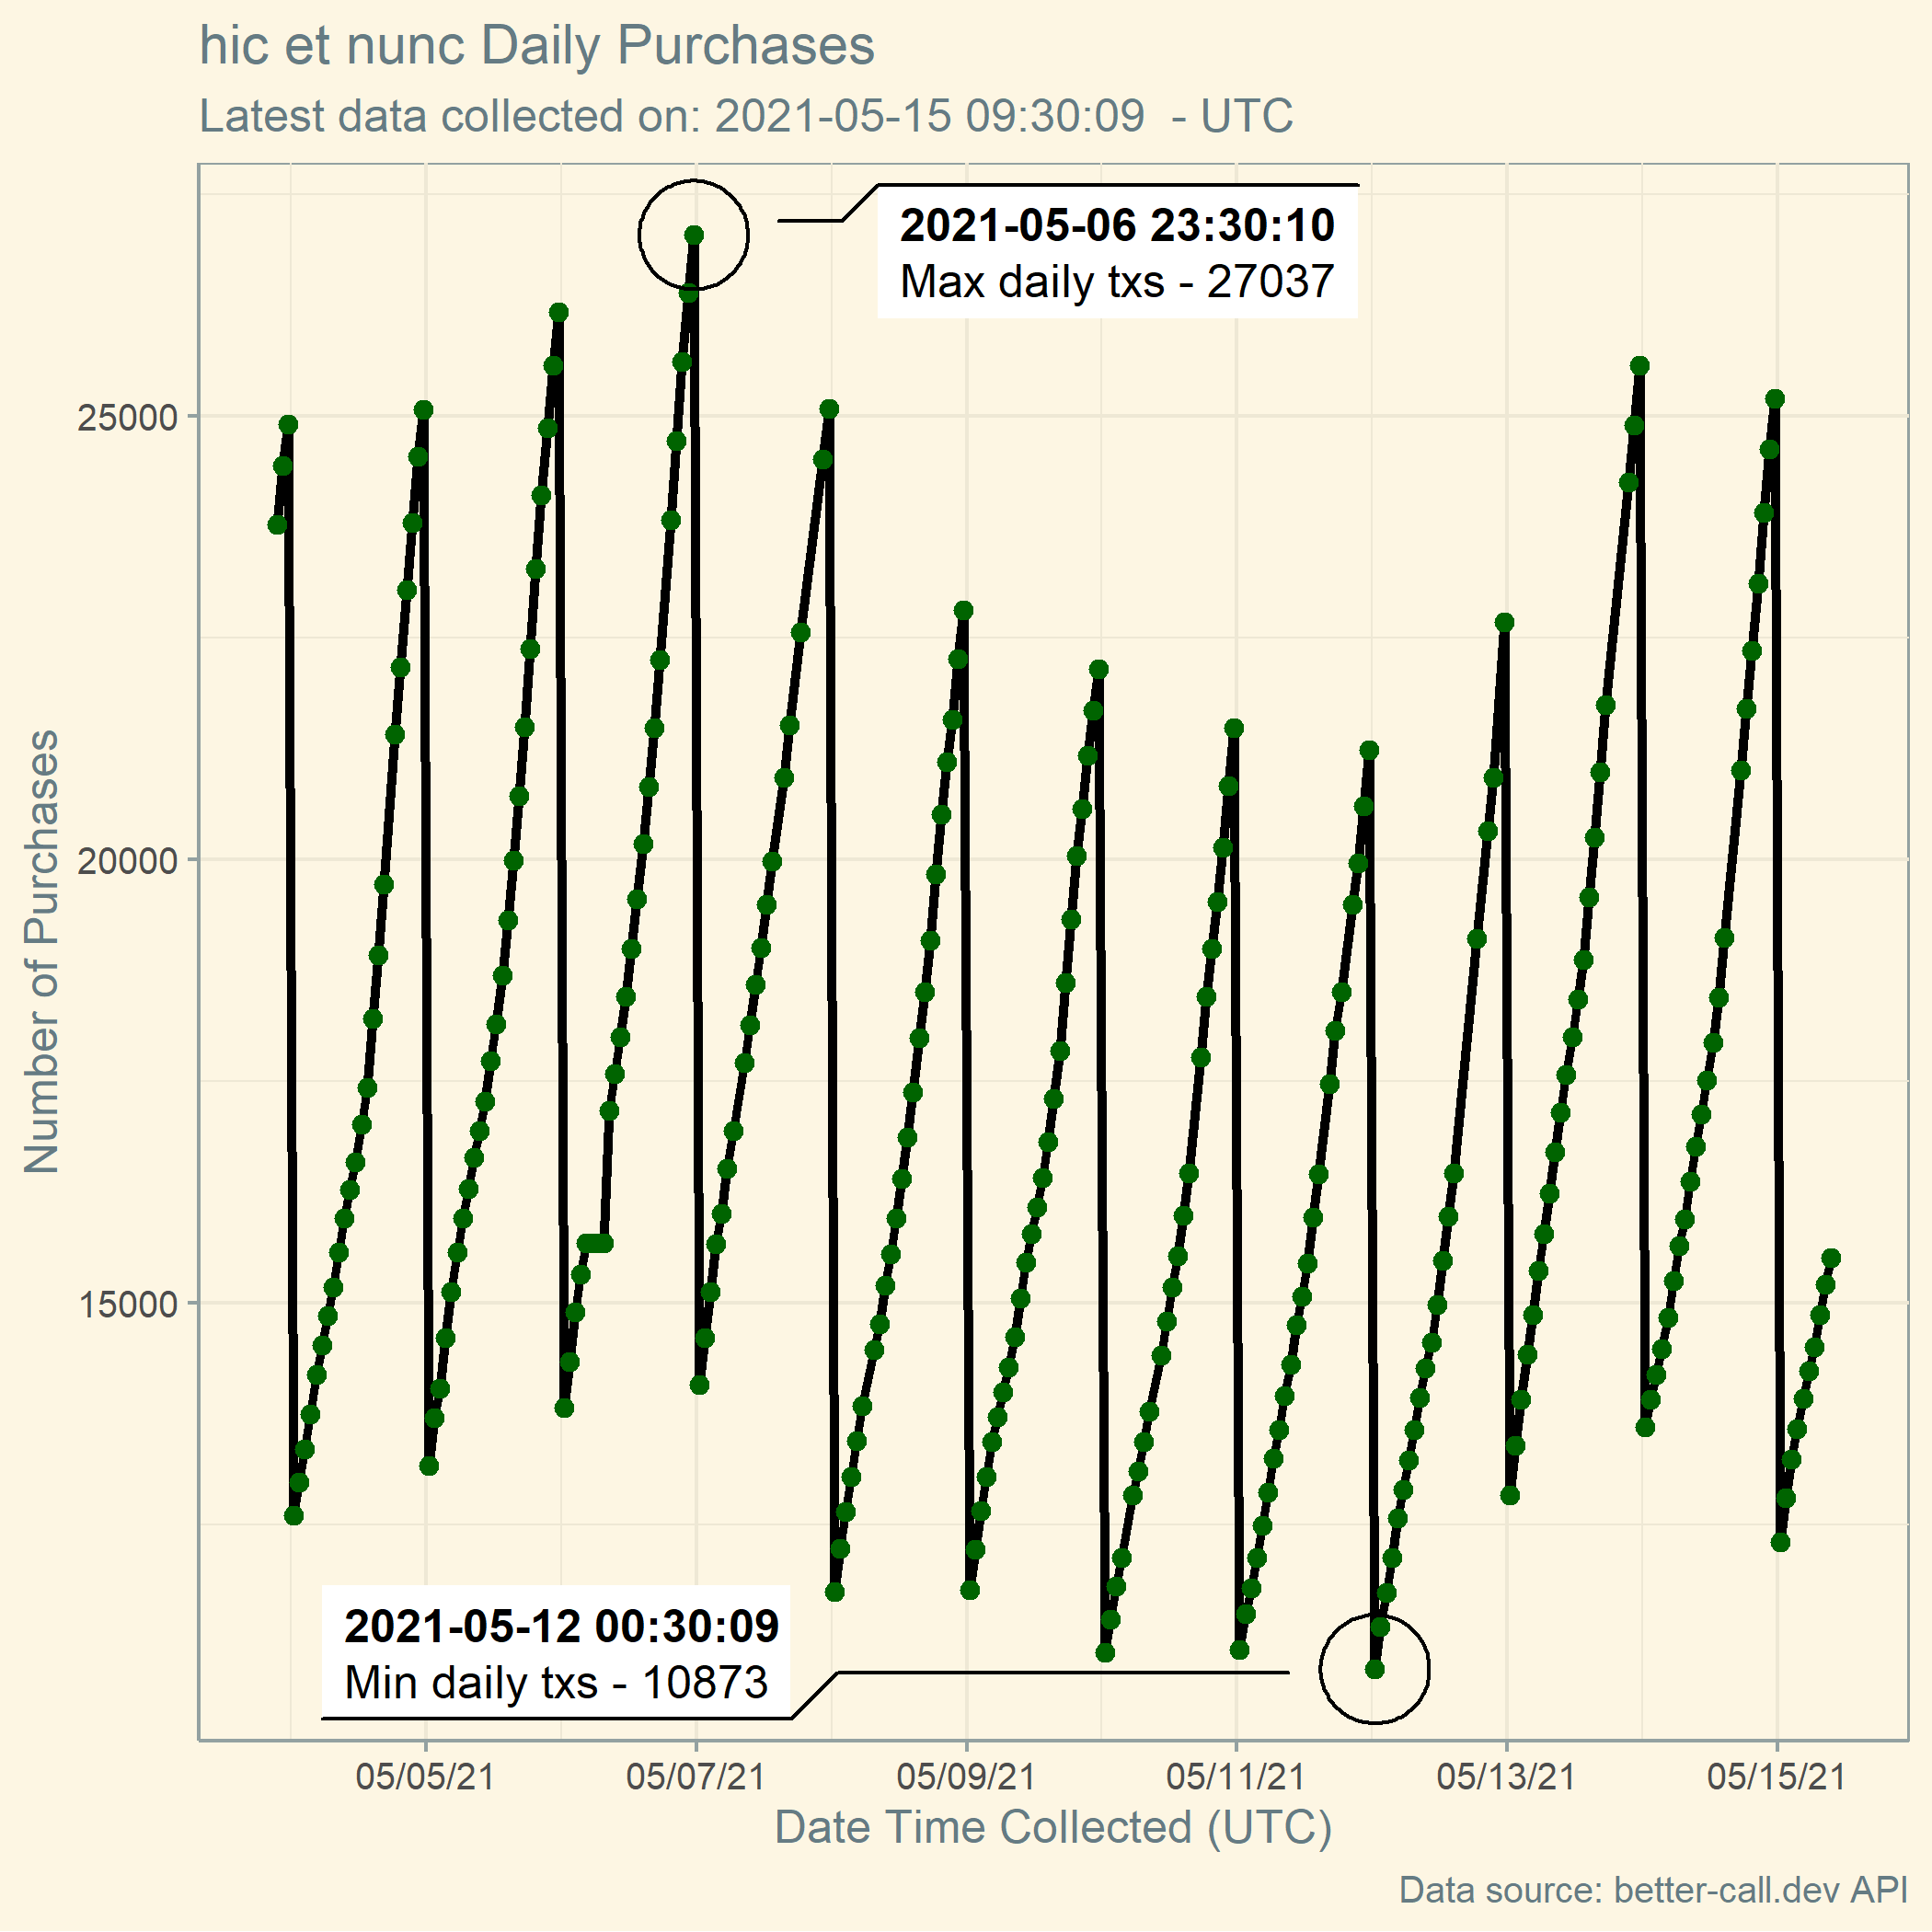 hic et nunc Daily Purchases
Latest data collected on: 2021-05-15 09:30:09  - UTC
2021-05-06 23:30:10
Max daily txs - 27037
25000
20000
15000
Number of Purchases
2021-05-12 00:30:09
Min daily txs - 10873
05/05/21 05/07/21 05/09/21 05/11/21 05/13/21 05/15/21
Date Time Collected (UTC)
Data source: better-call.dev API